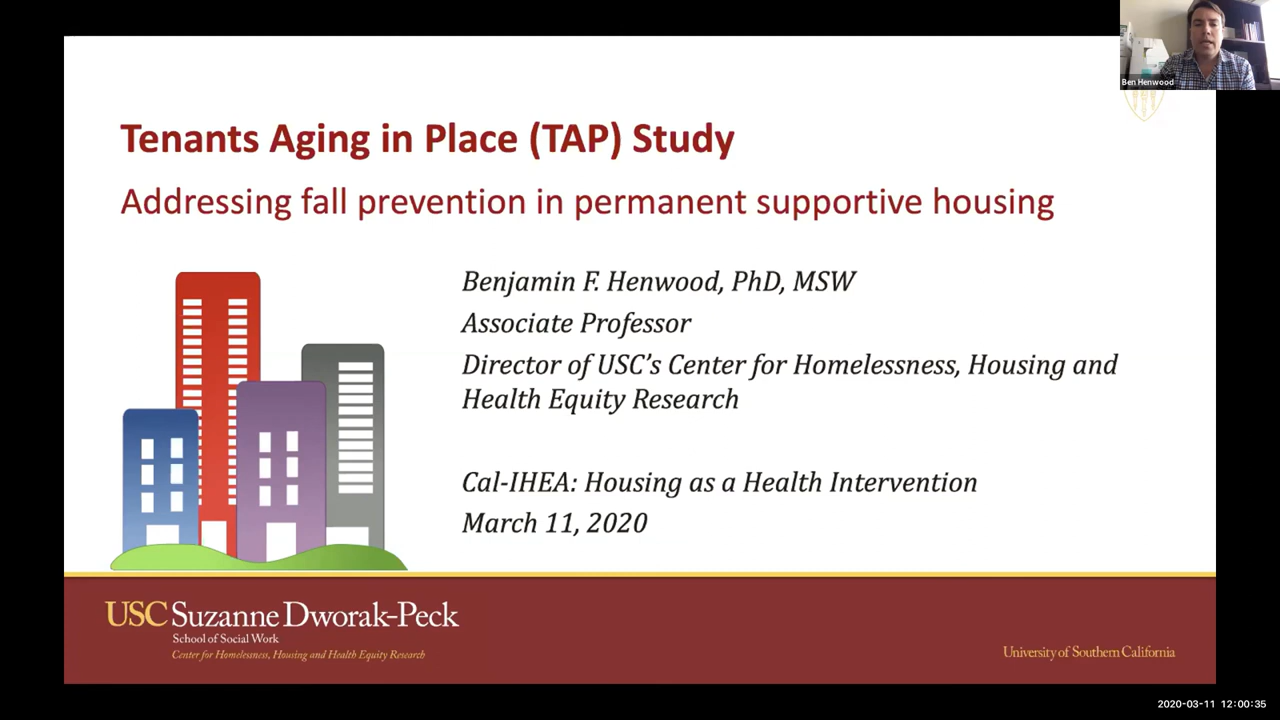 Ben Henwood
Tenants Aging in Place (TAP) Study
Addressing fall prevention in permanent supportive housing
Benjamin F. Henwood, PhD, MSW
Associate Professor
Director of USC’s Center for Homelessness, Housing and
Health Equity Research
Cal-IHEA: Housing as a Health Intervention
March 11, 2020
USC Suzanne Dworak-Peck
School of Social Work
Center for Homelessness, Housing and Health Equity Research
University of Southern California
2020-03-11 12:00:35